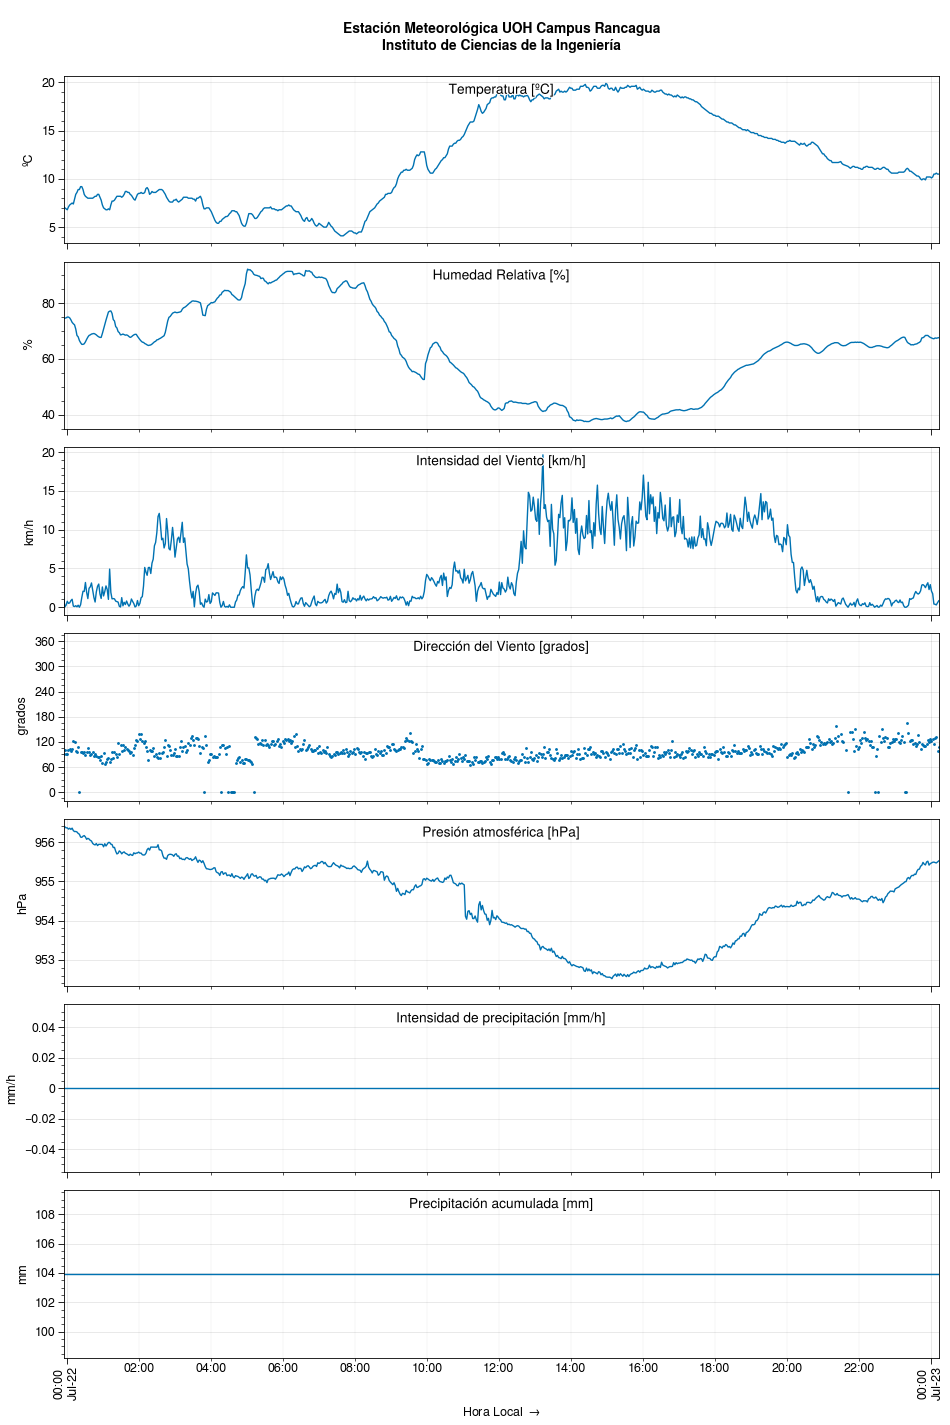 Estación Meteorológica UOH Campus Rancagua
Instituto de Ciencias de la Ingeniería
Temperatura [ºC]
ºC
20
15
10
5
Humedad Relativa [%]
%
80
60
40
Intensidad del Viento [km/h]
km/h
20
15
10
5
0
Dirección del Viento [grados]
grados
360
300
240
180
120
60
0
Presión atmosférica [hPa]
hPa
956
955
954
953
Intensidad de precipitación [mm/h]
mm/h
0.04
0.02
0
−0.02
−0.04
Precipitación acumulada [mm]
mm
108
106
104
102
100
00:00
Jul-22
02:00
04:00
06:00
08:00
10:00
12:00
14:00
16:00
18:00
20:00
22:00
00:00
Jul-23
Hora Local →